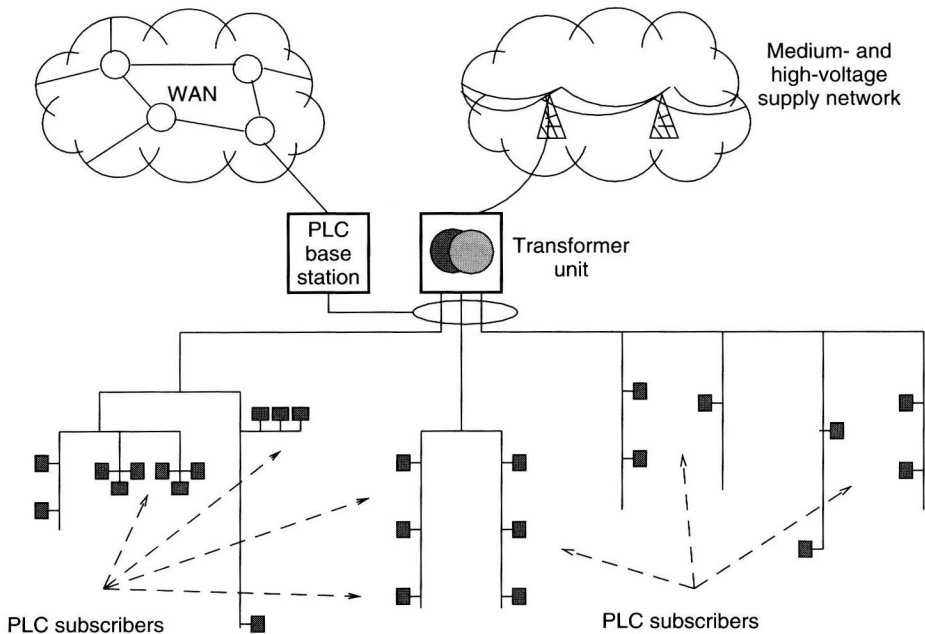 WAN
Medium- and
high-voltage
supply network
PLC
base
station
Transformer
unit
PLC subscribers
PLC subscribers